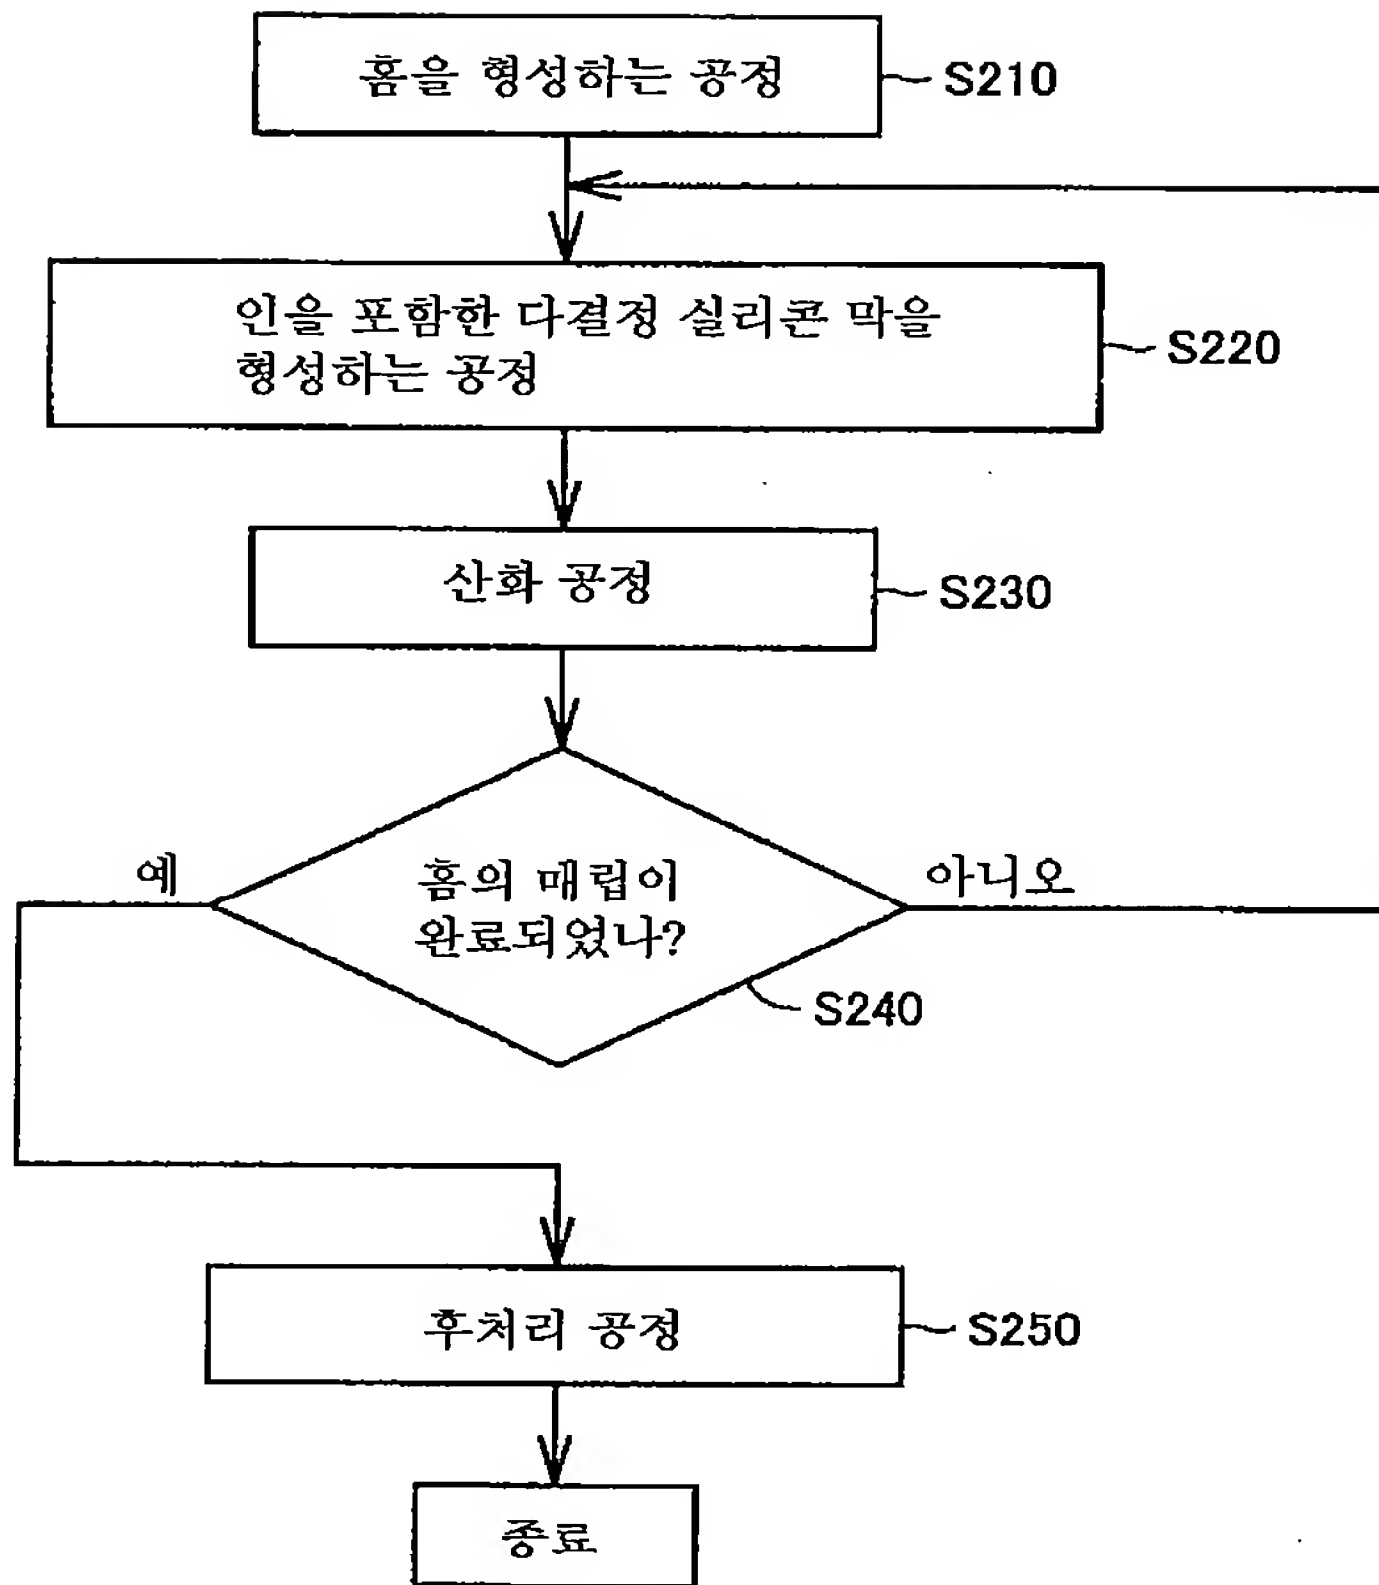 홈을 형성하는 공정
S210
인을 포함한 다결정 실리콘 막을
형성하는 공정
S220
산화 공정
S230
예
홈의 매립이
완료되었나?
아니오
S240
후처리 공정
S250
종료